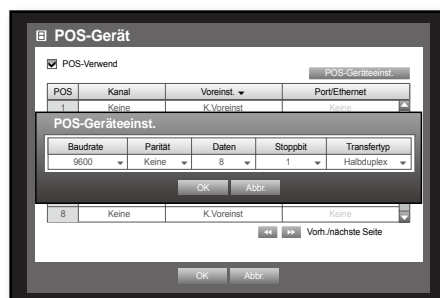 POS-Gerät
POS-Verwend
POS-Geräteeinst.
POS Kanal Voreinst. Port/Ethernet
1 Keine K.Voreinst Keine
POS-Geräteeinst.
Baudrate Parität Daten Stoppbit Transfertyp
9600 Keine 8 1 Halbduplex
OK Abbr.
8 Keine K.Voreinst Keine
Vorh./nächste Seite
OK Abbr.